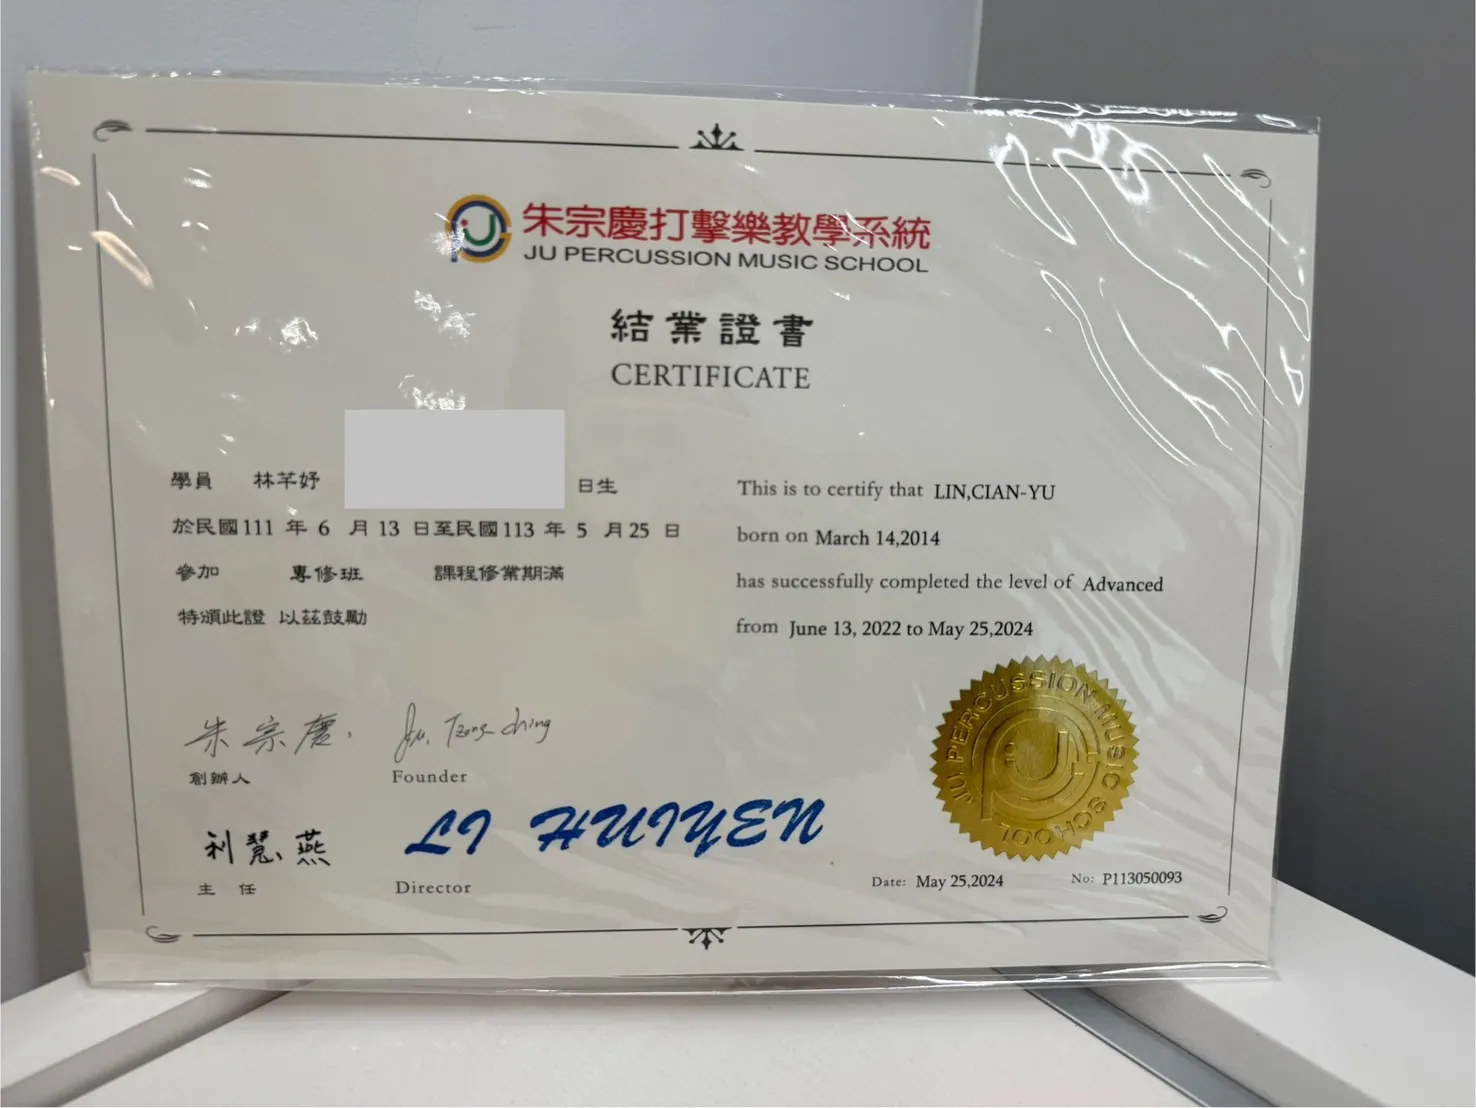 朱宗慶打擊樂教學系統
JU PERCUSSION MUSIC SCHOOL
結業證書
CERTIFICATE
學員 林芊妤 日生
於民國111 年 6 月 13 日至民國113 年 5 月 25 日
參加 專修班 課程修業期滿
特頒此證 以茲鼓勵
This is to certify that LIN,CIAN-YU
born on March 14,2014
has successfully completed the level of Advanced
from June 13, 2022 to May 25,2024
朱宗慶 Ju, Tzong-Ching
創辦人 Founder
利慧燕 LI HUIYEN
主任 Director
JU PERCUSSION MUSIC SCHOOL
Date: May 25,2024 No: P113050093